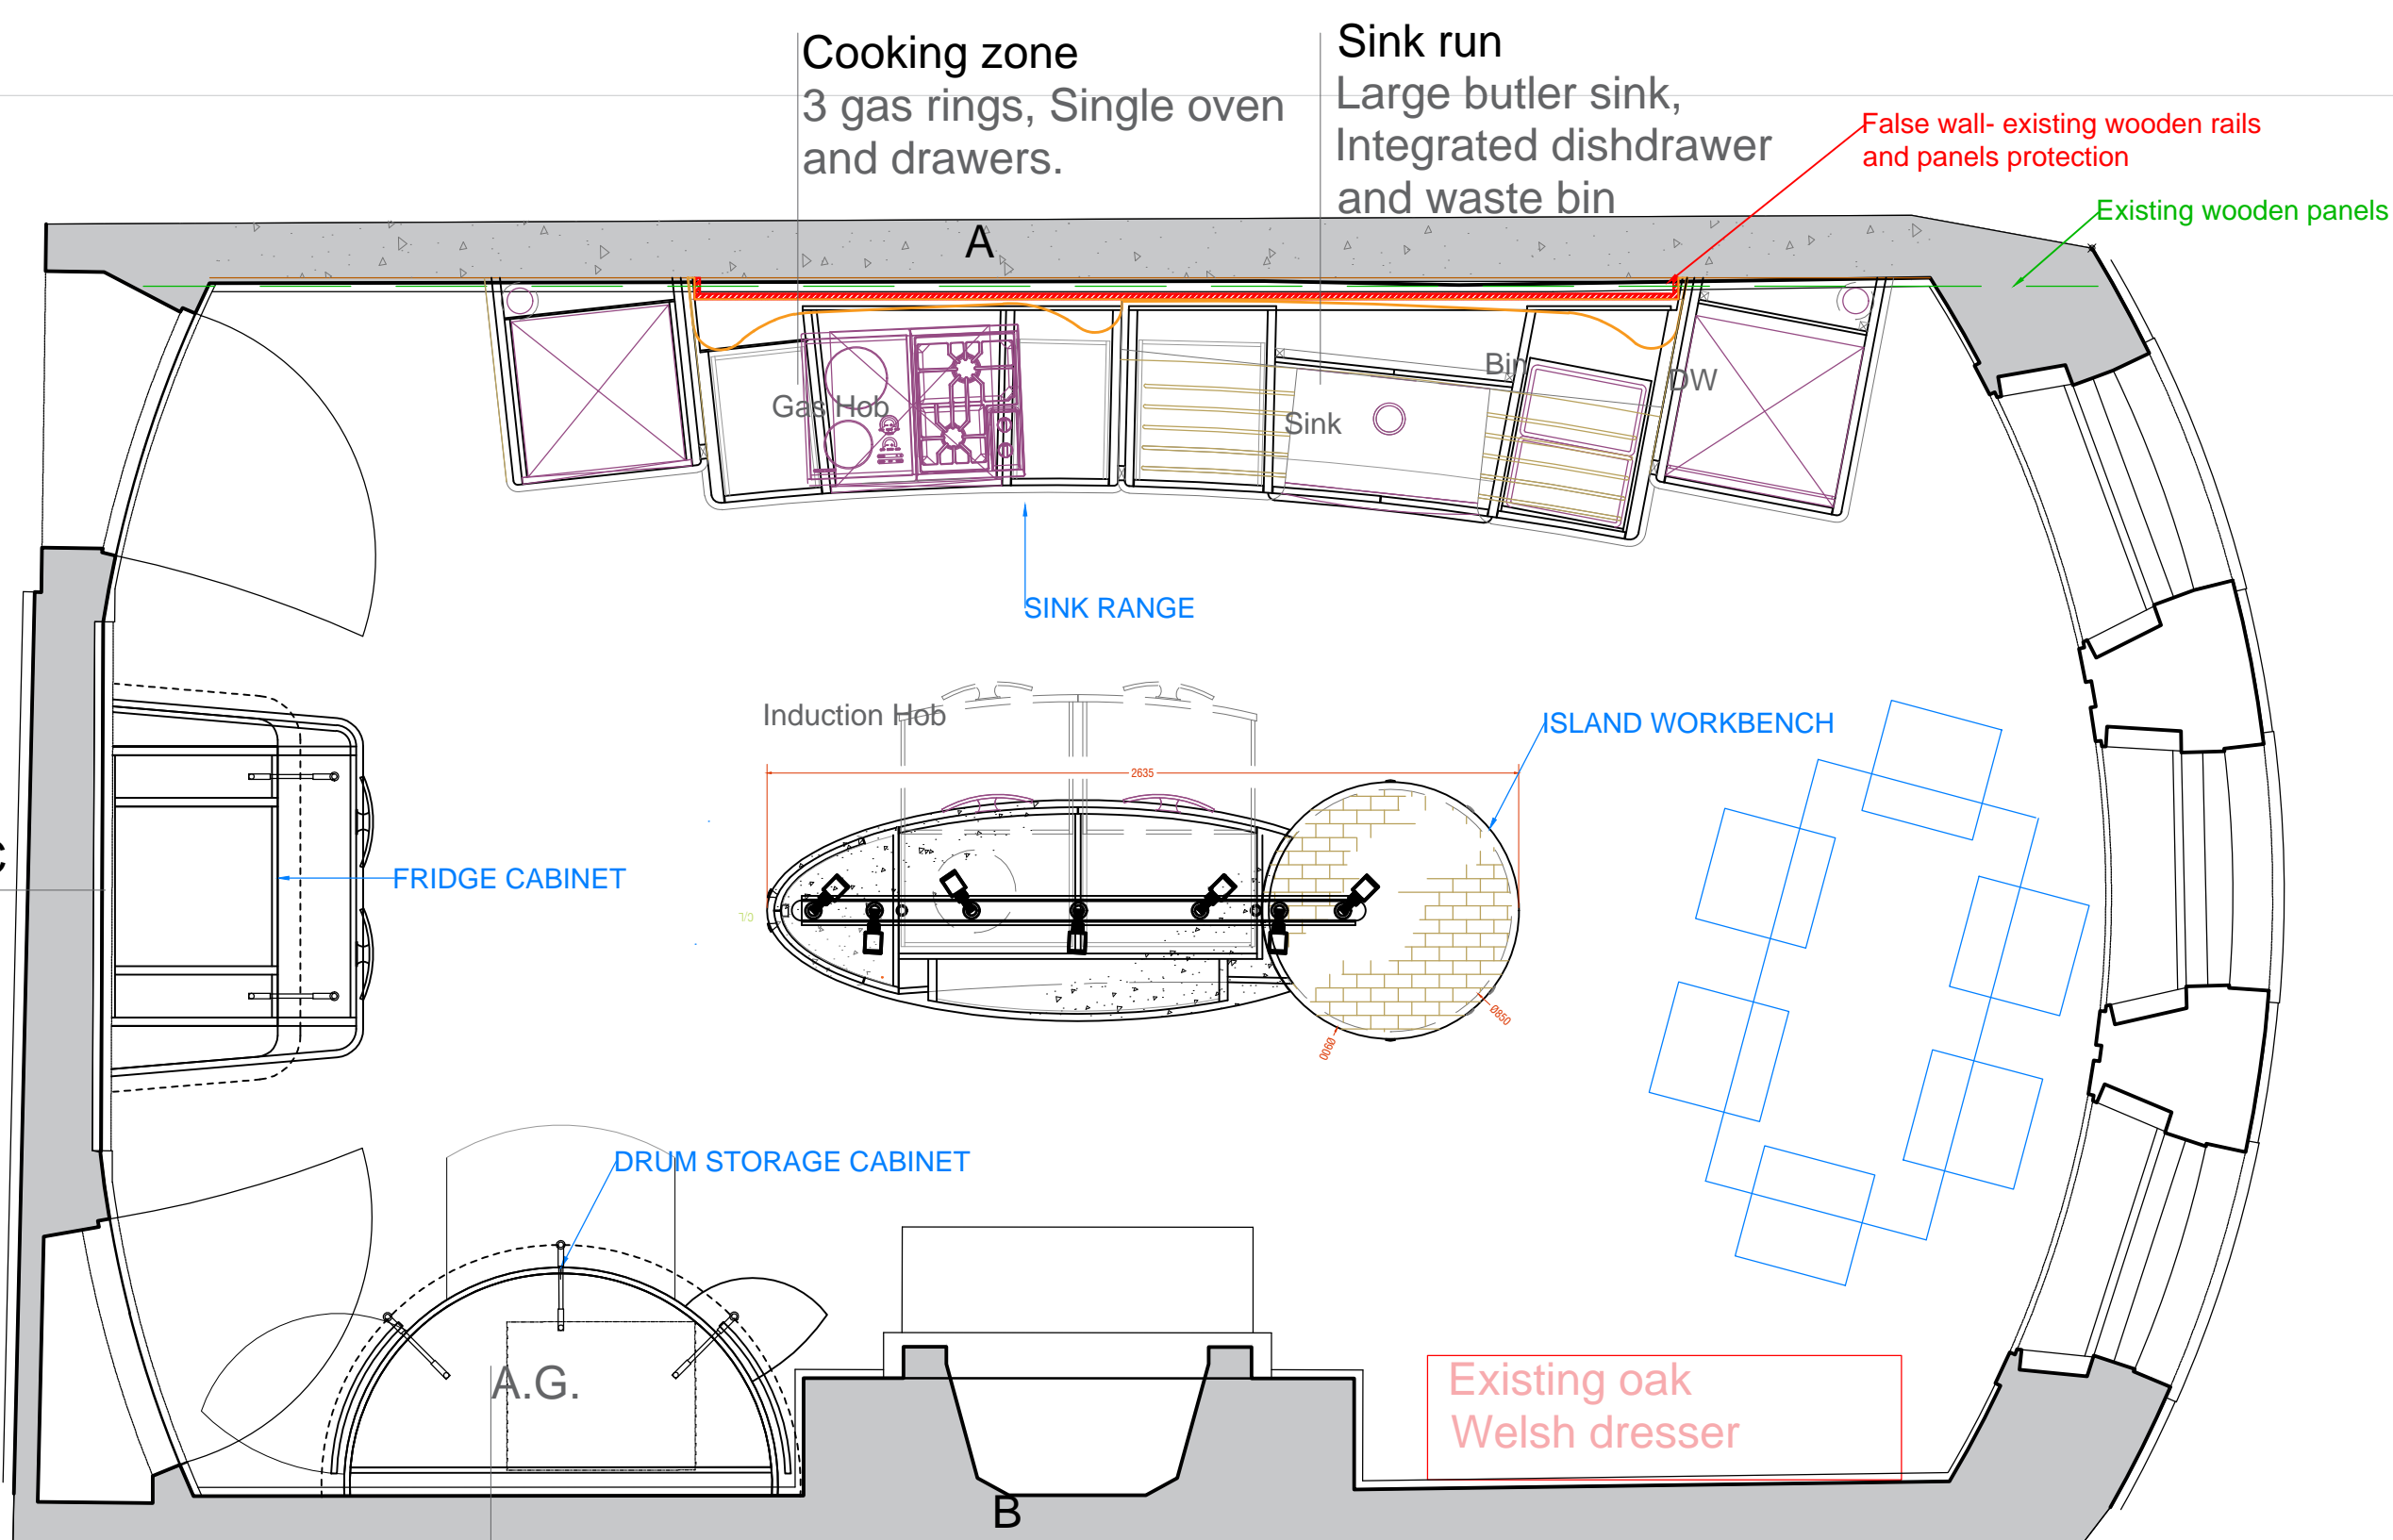 Cooking zone
3 gas rings, Single oven
and drawers.
Sink run
Large butler sink,
Integrated dishdrawer
and waste bin
False wall- existing wooden rails
and panels protection
Existing wooden panels
A
Bin
DW
Gas Hob
Sink
SINK RANGE
Induction Hob
ISLAND WORKBENCH
2635
C
FRIDGE CABINET
C/L
Ø850
Ø900
DRUM STORAGE CABINET
A.G.
Existing oak
Welsh dresser
B